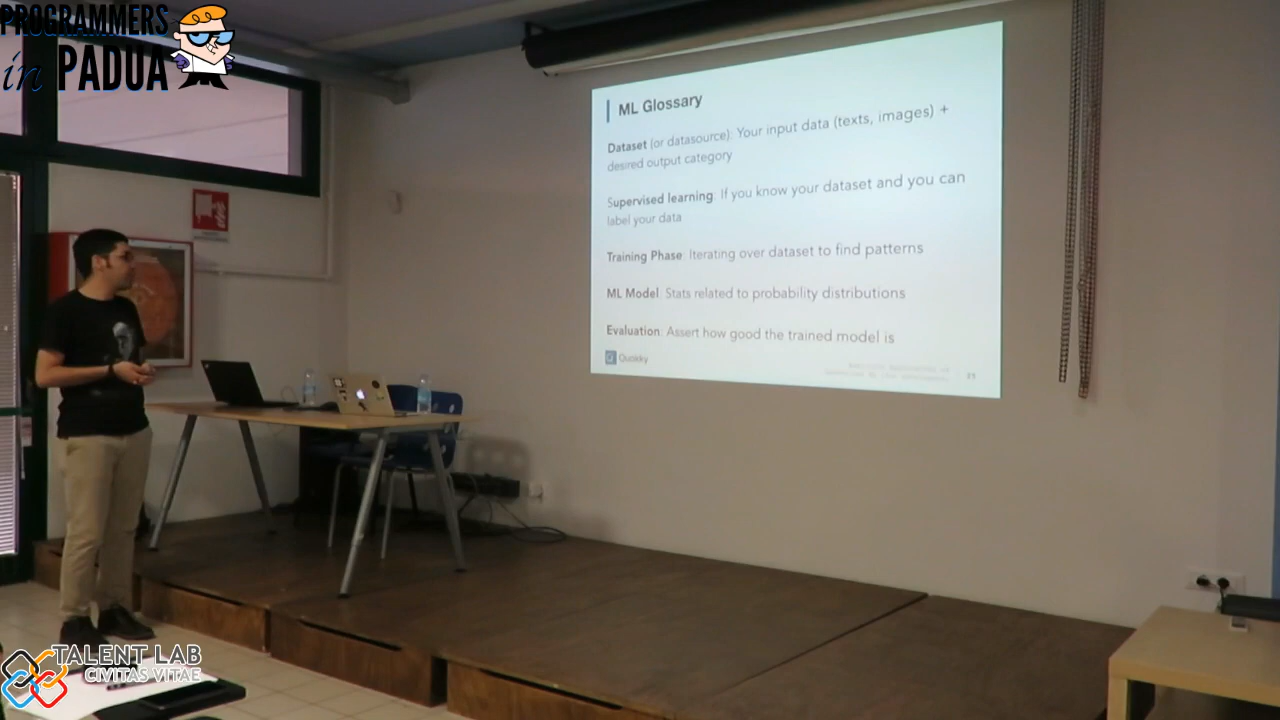 PROGRAMMERS
in PADUA
ML Glossary
Dataset (or datasource): Your input data (texts, images) +
desired output category
Supervised learning: If you know your dataset and you can
label your data
Training Phase: Iterating over dataset to find patterns
ML Model: Stats related to probability distributions
Evaluation: Assert how good the trained model is
Quokky
TALENT LAB
CIVITAS VITAE